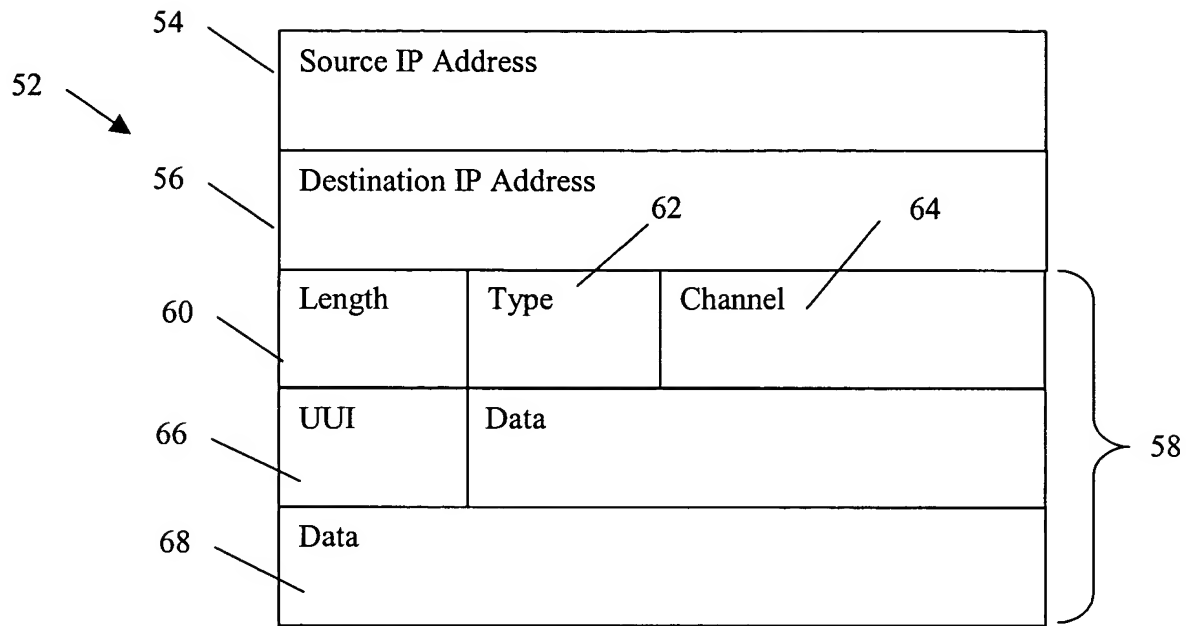 54
Source IP Address
52
56
Destination IP Address
62
64
60
Length
Type
Channel
66
UUI
Data
58
68
Data